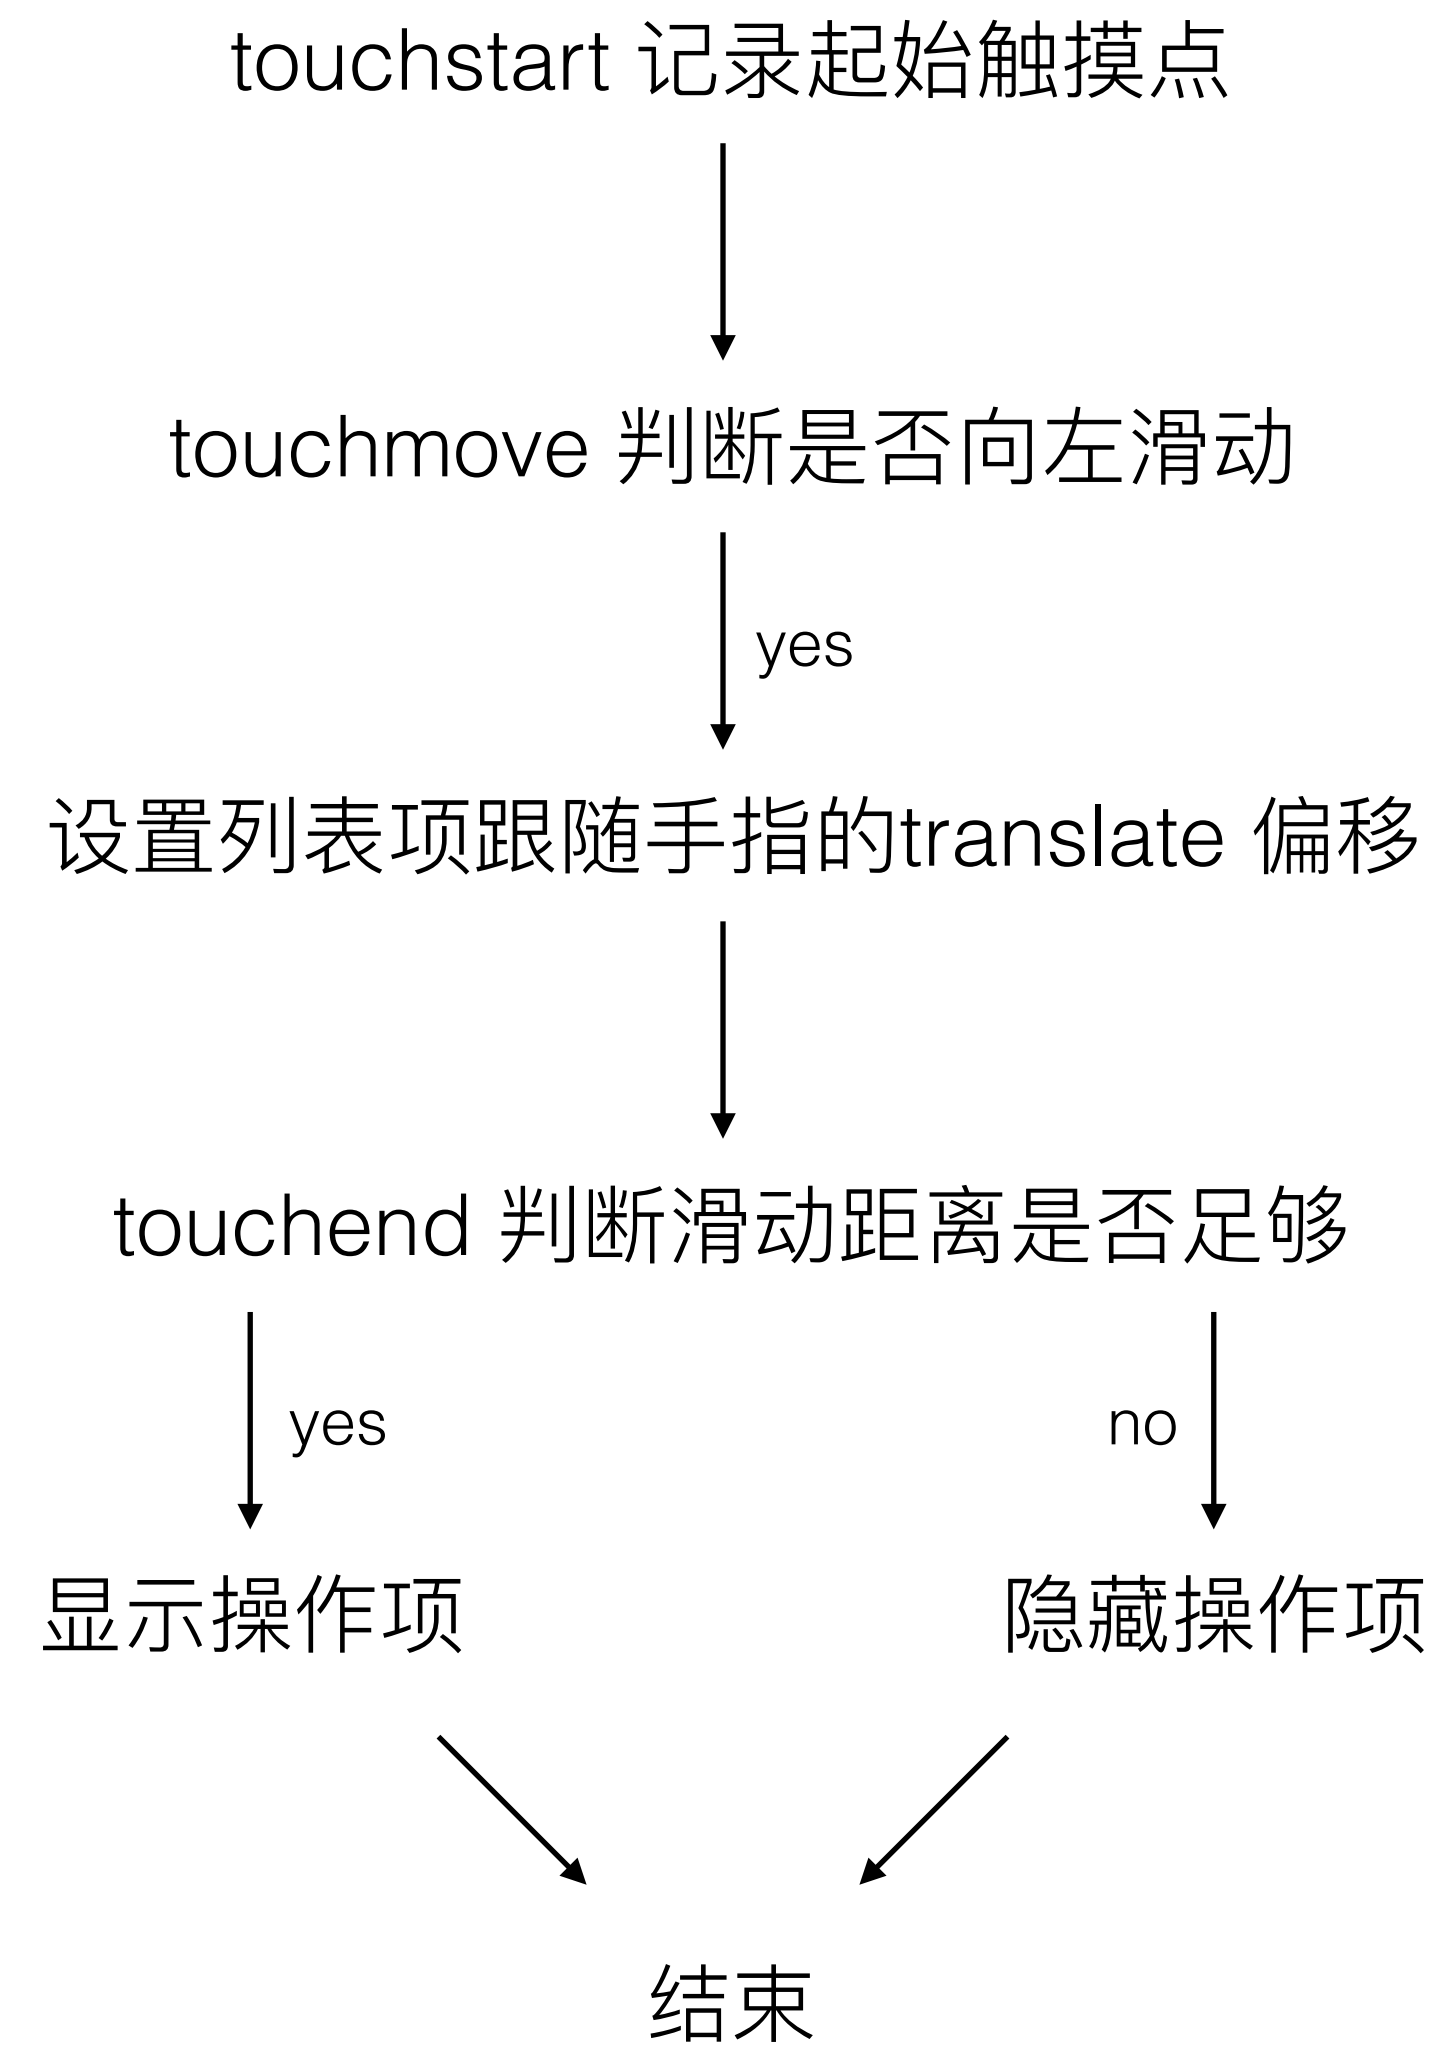 touchstart 记录起始触摸点
touchmove 判断是否向左滑动
yes
设置列表项跟随手指的translate 偏移
touchend 判断滑动距离是否足够
yes
no
显示操作项
隐藏操作项
结束